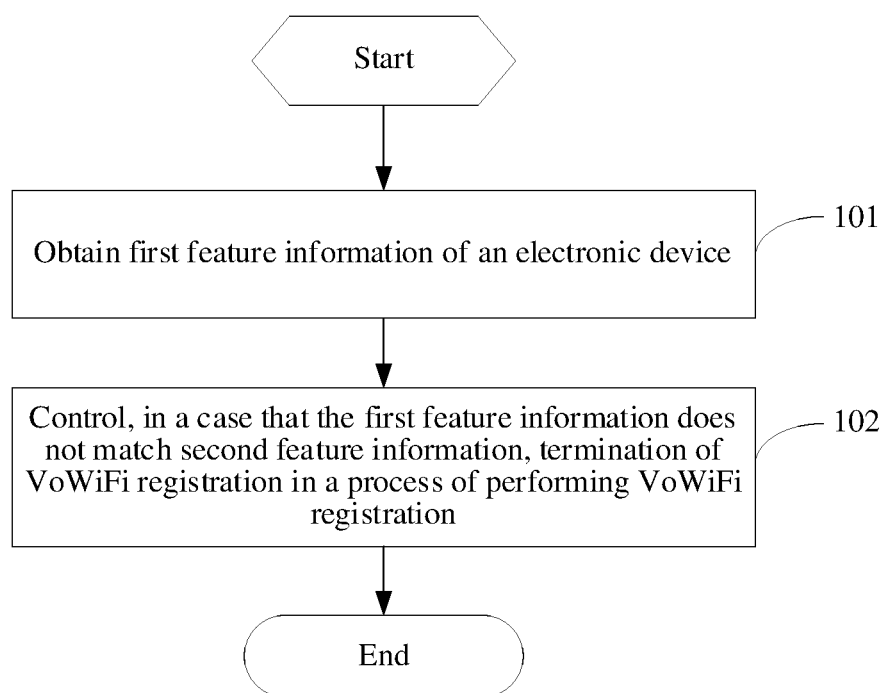 Start
Obtain first feature information of an electronic device
101
Control, in a case that the first feature information does
not match second feature information, termination of
VoWiFi registration in a process of performing VoWiFi
registration
102
End